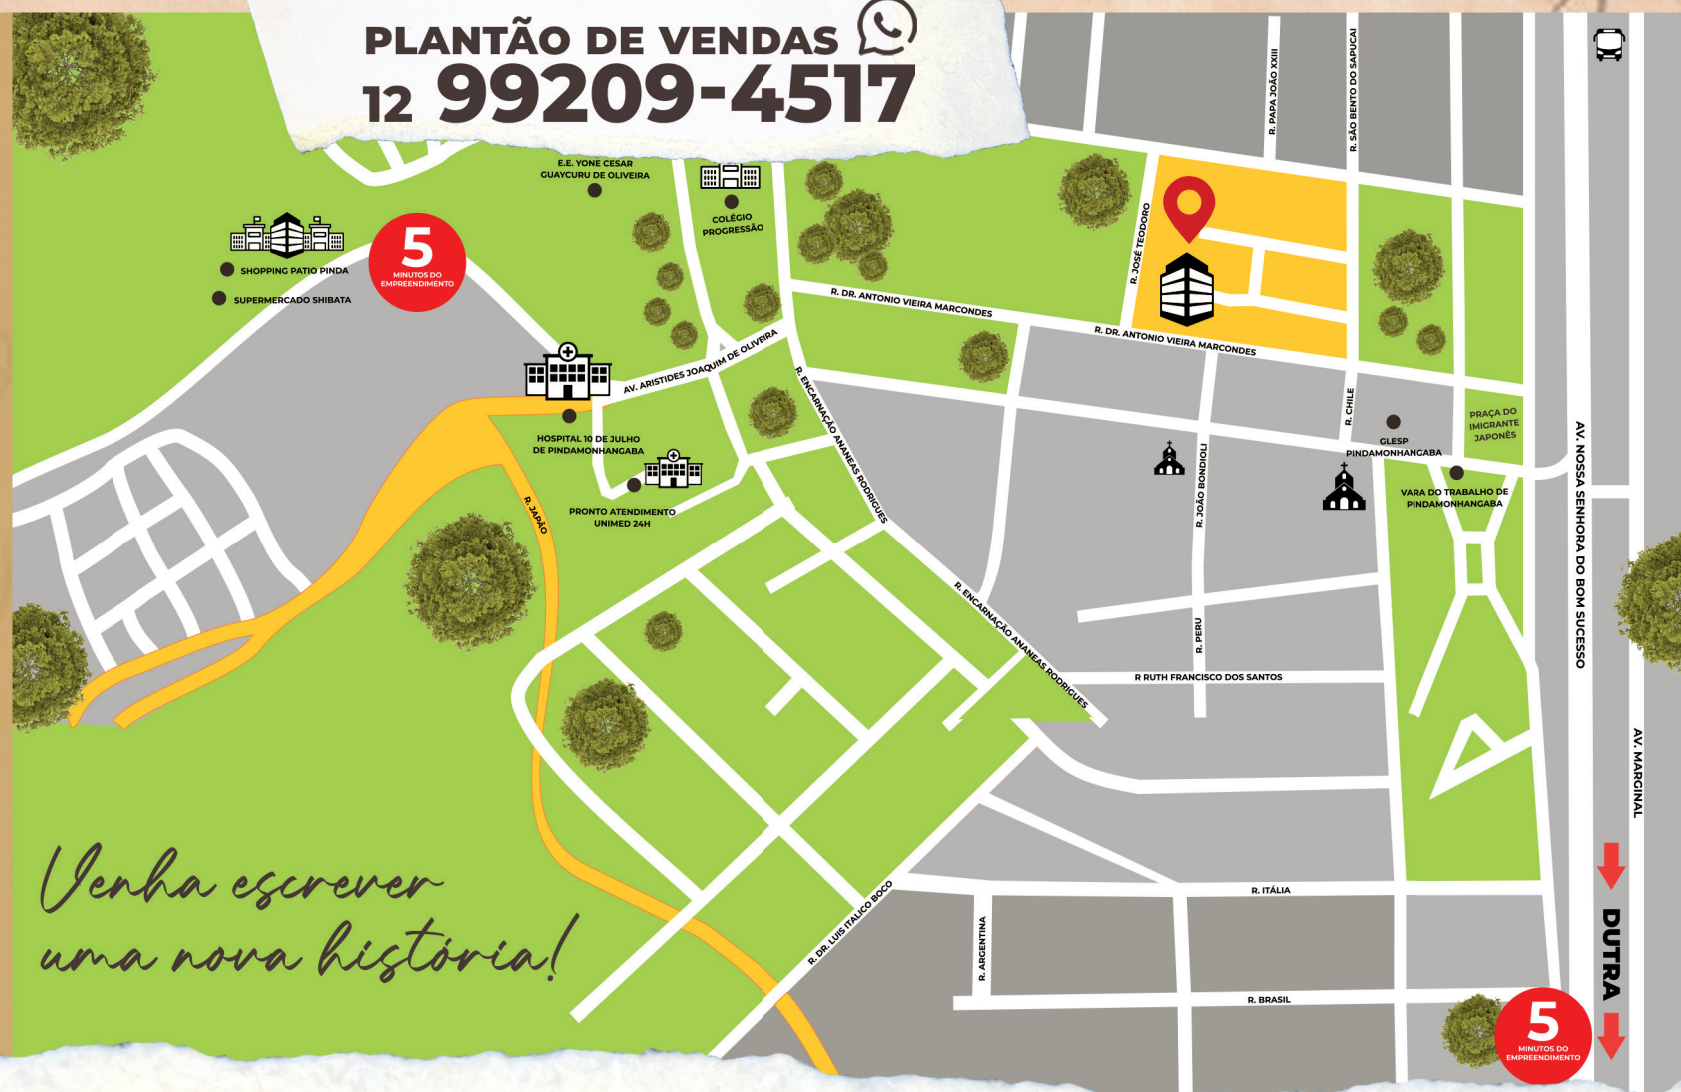 PLANTÃO DE VENDAS
12 99209-4517
E.E. YONE CESAR
GUAYCURU DE OLIVEIRA
COLÉGIO
PROGRESSÃO
SHOPPING PATIO PINDA
SUPERMERCADO SHIBATA
5
MINUTOS DO
EMPREENDIMENTO
R. PAPA JOÃO XXIII
R. SÃO BENTO DO SAPUCAI
R. JOSÉ TEODORO
R. DR. ANTONIO VIEIRA MARCONDES
R. DR. ANTONIO VIEIRA MARCONDES
AV. ARISTIDES JOAQUIM DE OLIVEIRA
R. ENCARNAÇÃO ANANEAS RODRIGUES
HOSPITAL 10 DE JULHO
DE PINDAMONHANGABA
PRONTO ATENDIMENTO
UNIMED 24H
R. JAPÃO
R. CHILE
GLESP
PINDAMONHANGABA
PRAÇA DO
IMIGRANTE
JAPONÊS
VARA DO TRABALHO DE
PINDAMONHANGABA
R. JOÃO BONDIOLI
AV. NOSSA SENHORA DO BOM SUCESSO
R. ENCARNAÇÃO ANANEAS RODRIGUES
R. PERU
R RUTH FRANCISCO DOS SANTOS
AV. MARGINAL
Venha escrever
uma nova história!
R. DR. LUIS ITALICO BOCO
R. ITÁLIA
R. ARGENTINA
R. BRASIL
DUTRA
5
MINUTOS DO
EMPREENDIMENTO